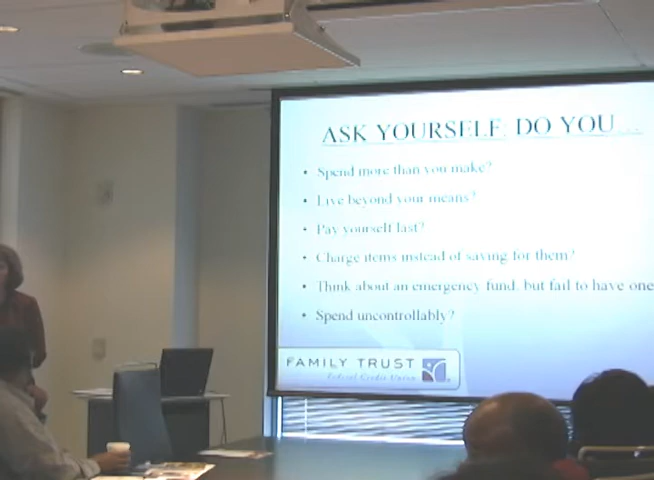 ASK YOURSELF, DO YOU...
• Spend more than you make?
• Live beyond your means?
• Pay yourself last?
• Charge items instead of saving for them?
• Think about an emergency fund, but fail to have one
• Spend uncontrollably?
FAMILY TRUST
Federal Credit Union